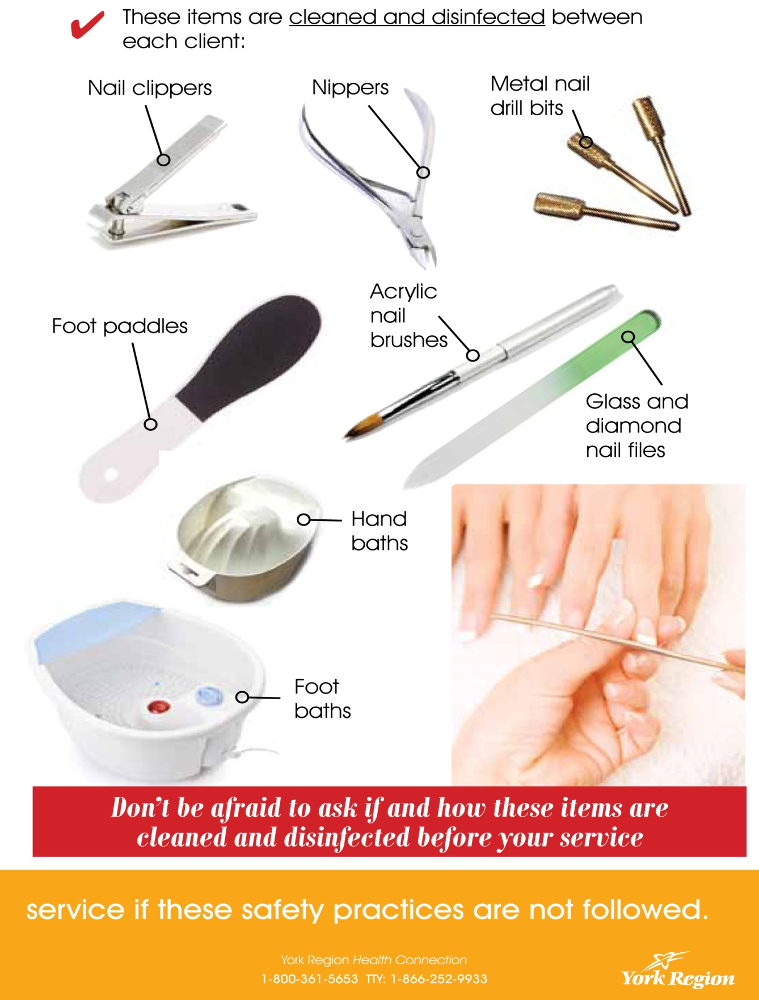 These items are cleaned and disinfected between
each client:
Nail clippers
Nippers
Metal nail
drill bits
Foot paddles
Acrylic
nail
brushes
Glass and
diamond
nail files
Hand
baths
Foot
baths
Don't be afraid to ask if and how these items are
cleaned and disinfected before your service
service if these safety practices are not followed.
York Region Health Connection
1-800-361-5653 TTY: 1-866-252-9933
York Region